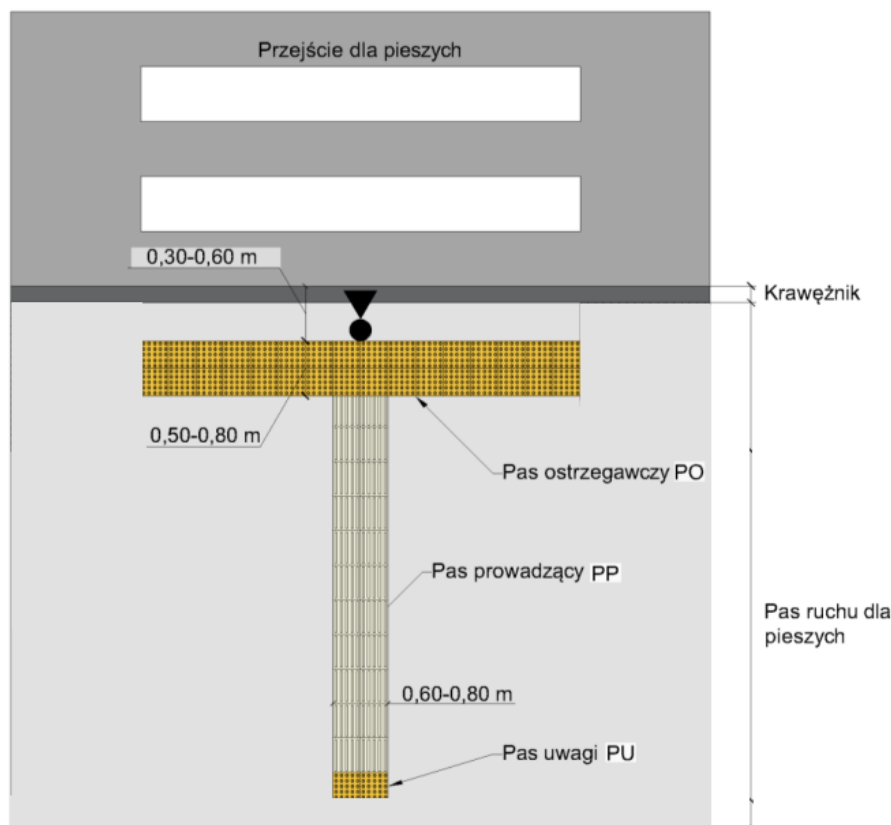 Przejście dla pieszych
0,30-0,60 m
Krawężnik
0,50-0,80 m
Pas ostrzegawczy PO
Pas prowadzący PP
Pas ruchu dla
pieszych
0,60-0,80 m
Pas uwagi PU